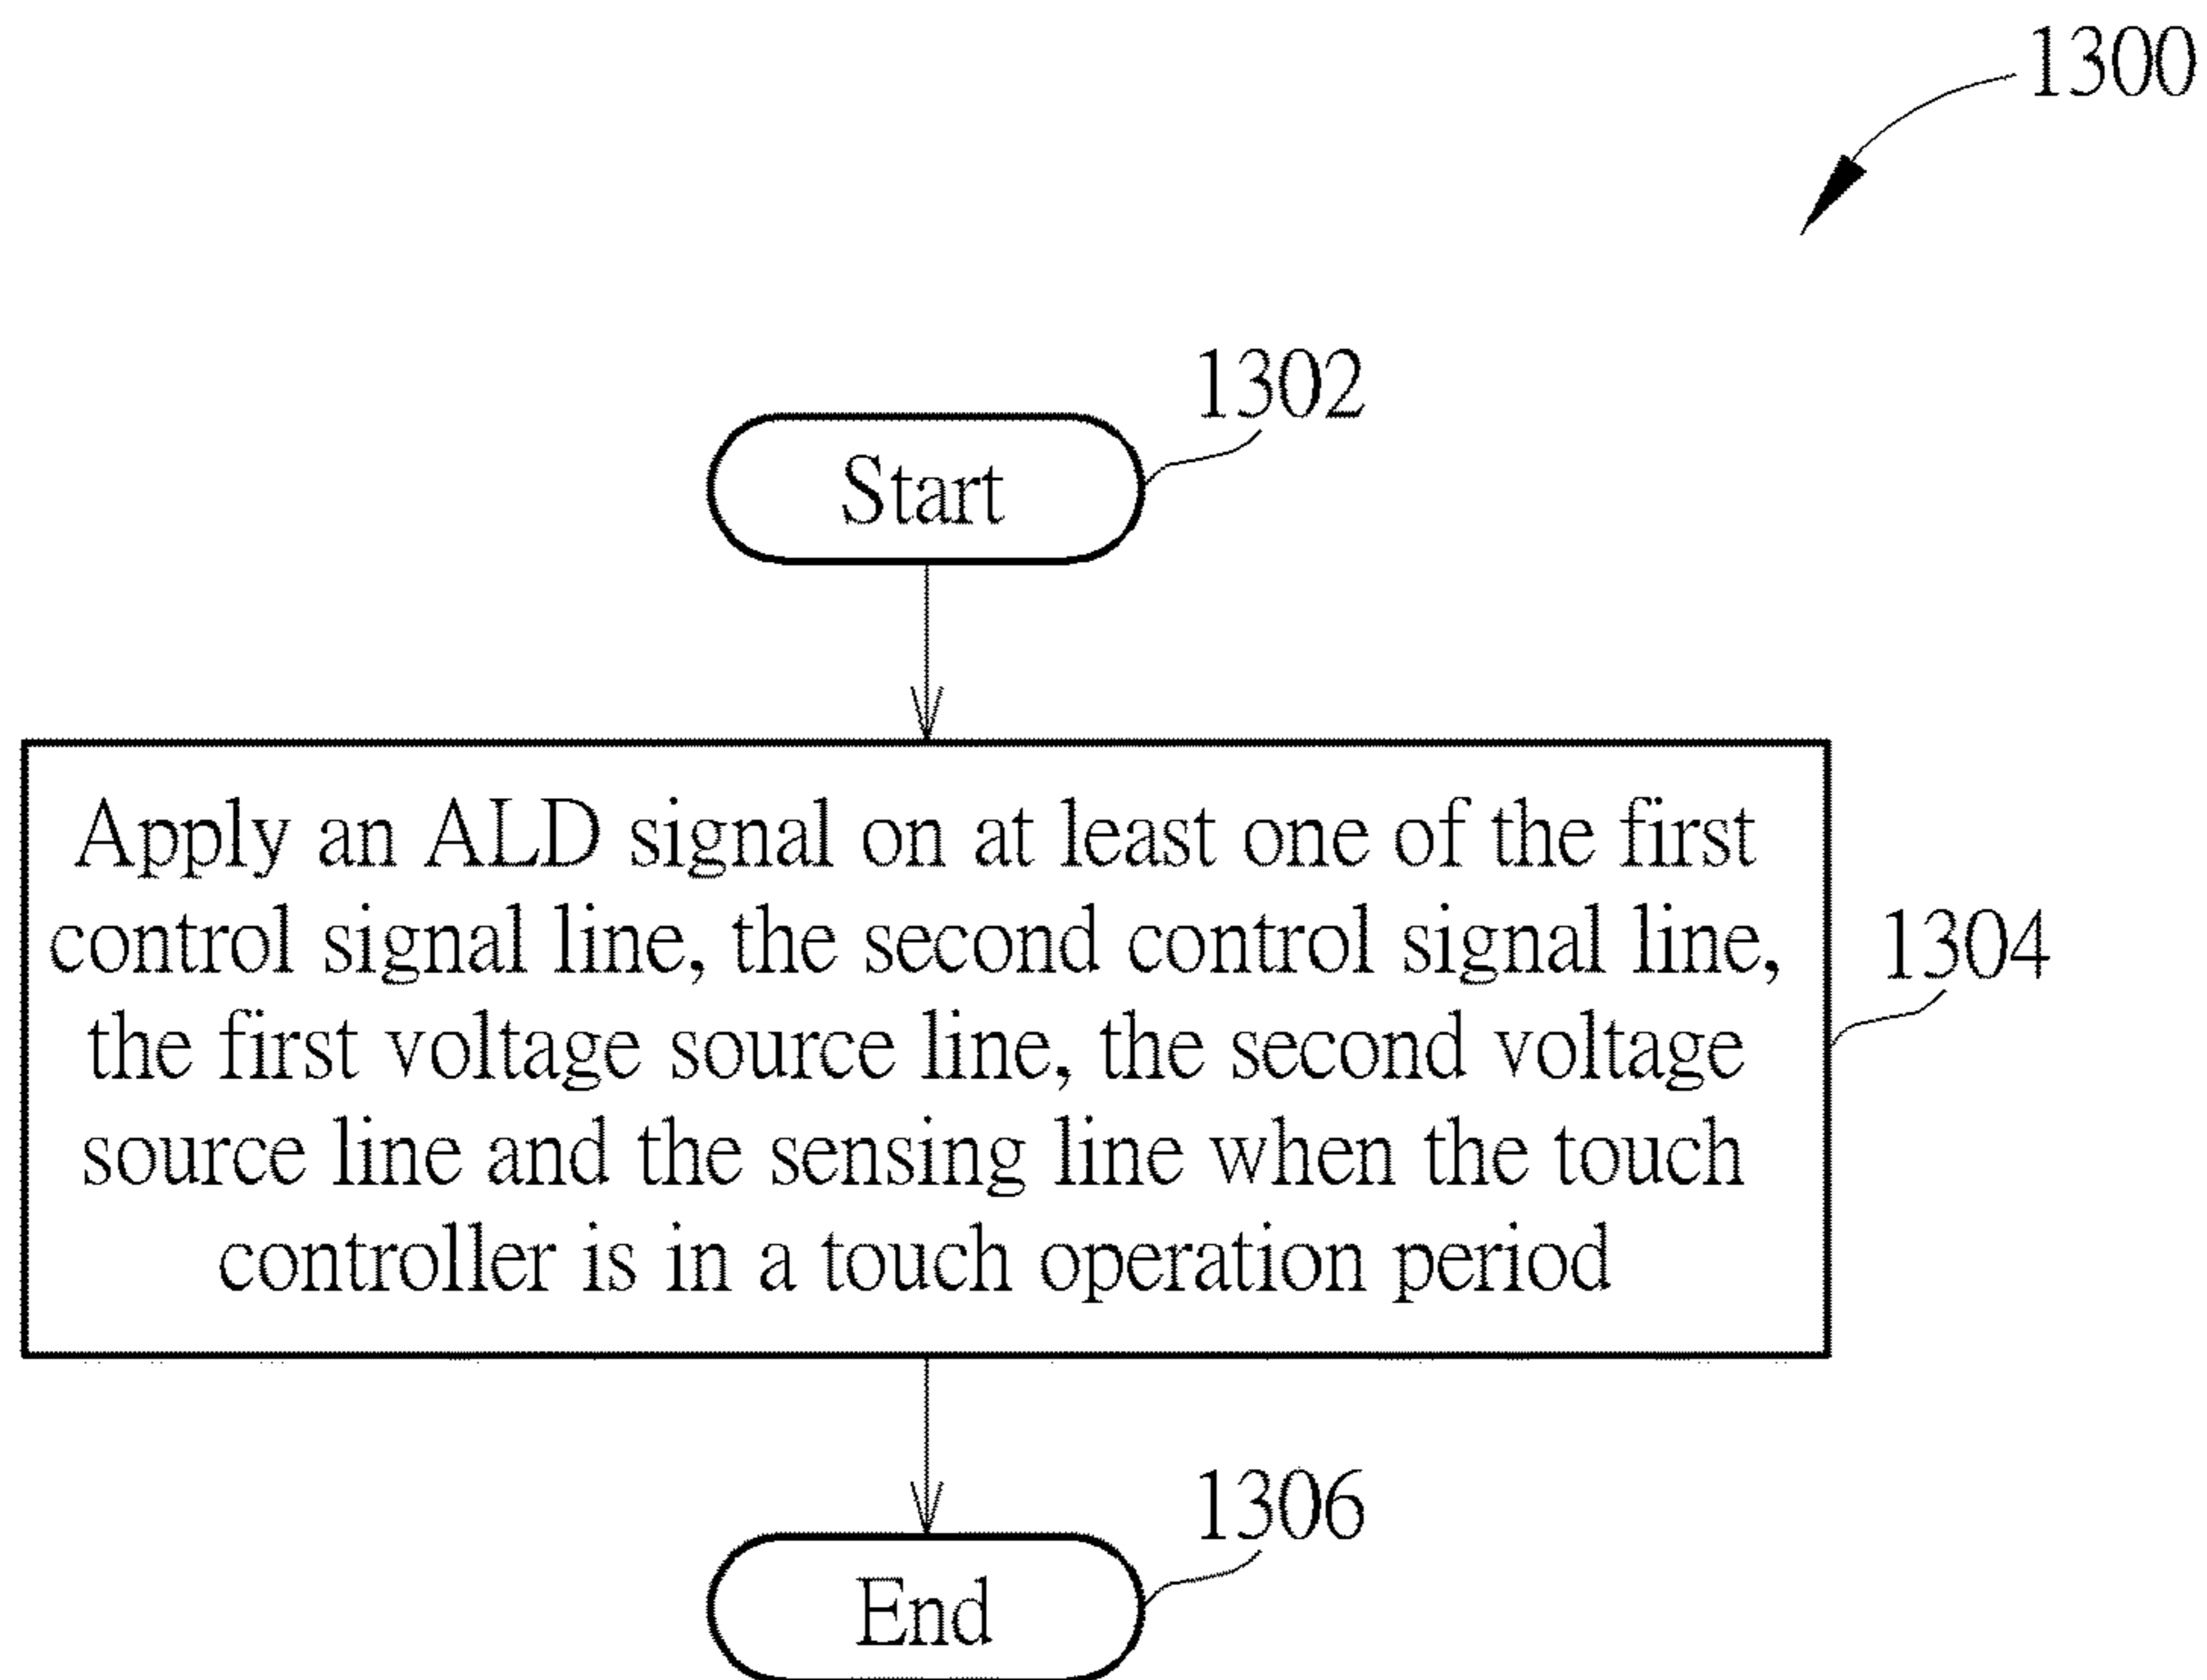 1300
1302
Start
Apply an ALD signal on at least one of the first
control signal line, the second control signal line,
the first voltage source line, the second voltage
source line and the sensing line when the touch
controller is in a touch operation period
1304
1306
End